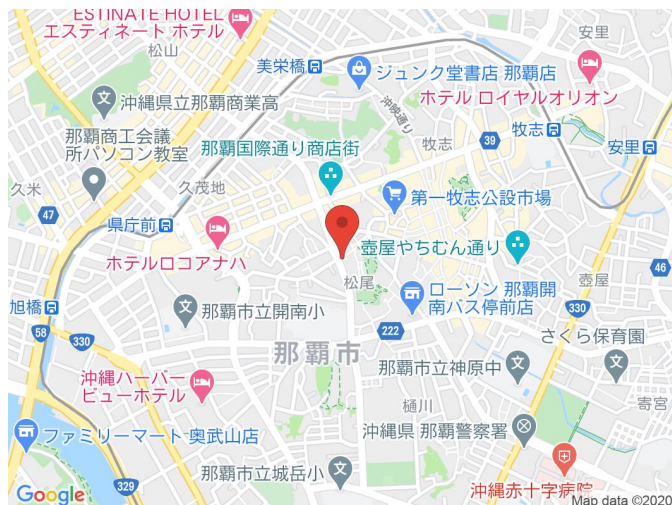 ESTINATE HOTEL
エスティネート ホテル
松山
安里
美栄橋
ジュンク堂書店 那覇店
沖縄県立那覇商業高
ホテル ロイヤルオリオン
沖映通り
那覇商工会議
所パソコン教室
牧志
牧志
39
安里
那覇国際通り商店街
久米
久茂地
第一牧志公設市場
47
県庁前
壺屋やちむん通り
ホテルロコアナハ
松尾
壺屋
46
旭橋
ローソン 那覇開
南バス停前店
那覇市立開南小
330
58
330
222
さくら保育園
那覇市
那覇市立神原中
沖縄ハーバー
ビューホテル
寄宮
樋川
沖縄県 那覇警察署
ファミリーマート 奥武山店
那覇市立城岳小
沖縄赤十字病院
329
Google
Map data ©2020